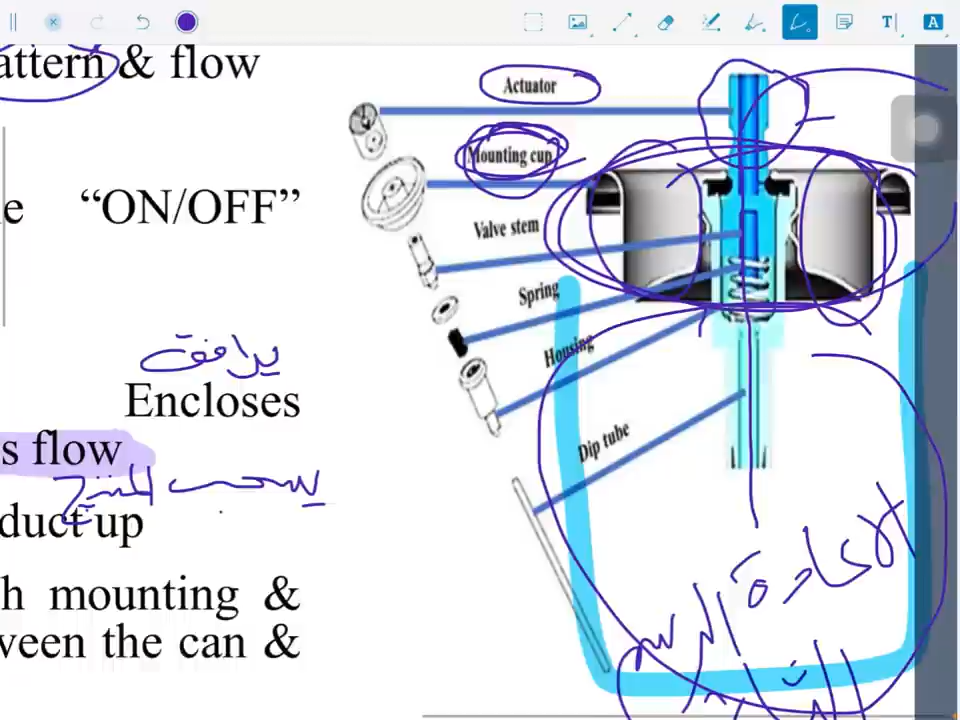 attern & flow
Actuator
Mounting cup
e “ON/OFF”
Valve stem
Spring
يرافق
Housing
Encloses
s flow
Dip tube
يسحب المنتج
duct up
h mounting &
ween the can &